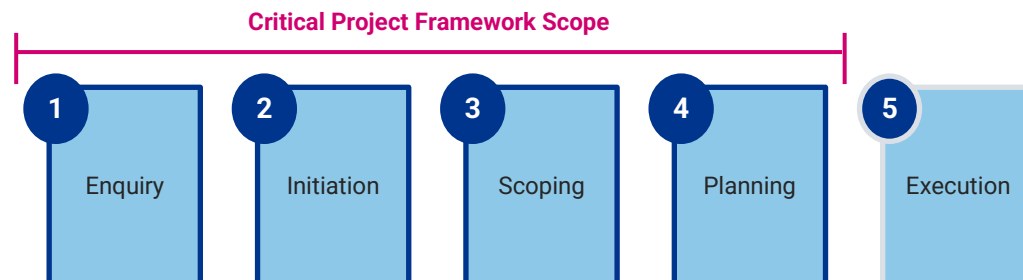 Critical Project Framework Scope
1
2
3
4
5
Enquiry
Initiation
Scoping
Planning
Execution